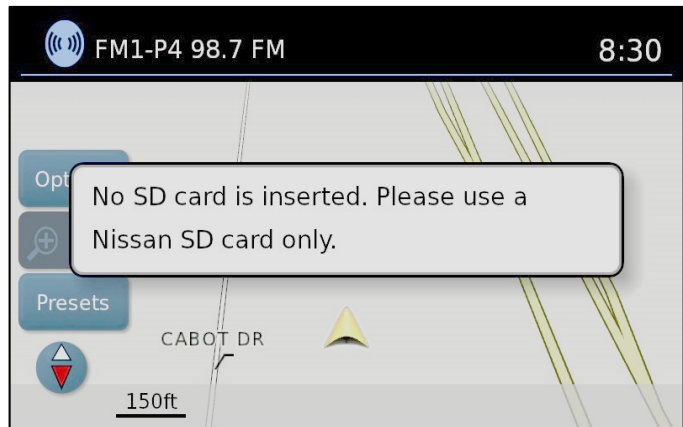 FM1-P4 98.7 FM
8:30
Opt
No SD card is inserted. Please use a
Nissan SD card only.
Presets
CABOT DR
150ft